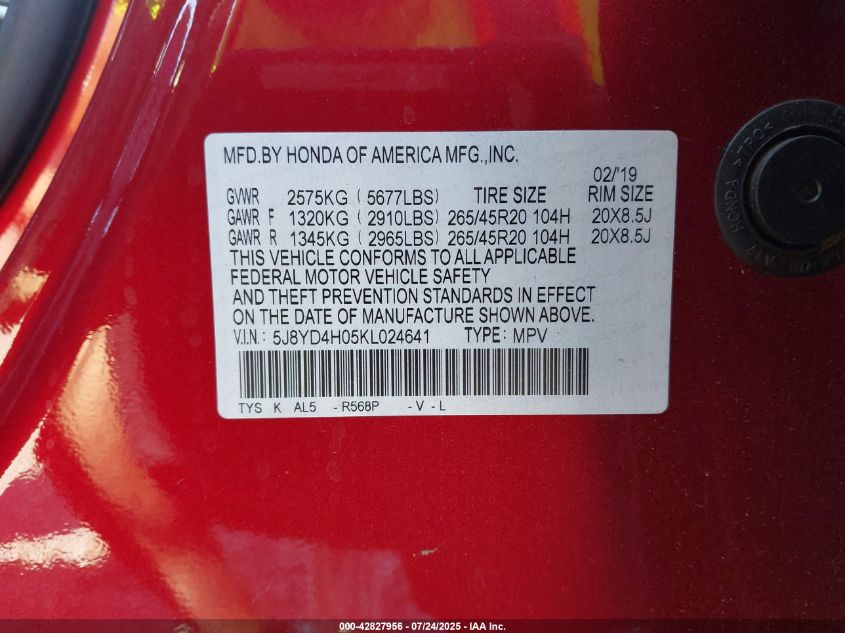 MFD.BY HONDA OF AMERICA MFG.,INC.
02/'19
GVWR 2575KG ( 5677LBS) TIRE SIZE RIM SIZE
GAWR F 1320KG ( 2910LBS) 265/45R20 104H 20X8.5J
GAWR R 1345KG ( 2965LBS) 265/45R20 104H 20X8.5J
THIS VEHICLE CONFORMS TO ALL APPLICABLE
FEDERAL MOTOR VEHICLE SAFETY
AND THEFT PREVENTION STANDARDS IN EFFECT
ON THE DATE OF MANUFACTURE SHOWN ABOVE.
V.I.N.: 5J8YD4H05KL024641 TYPE: MPV
TYS K AL5 - R568P - V - L
HONDA >TPO<
000-42827956 - 07/24/2025 - IAA Inc.